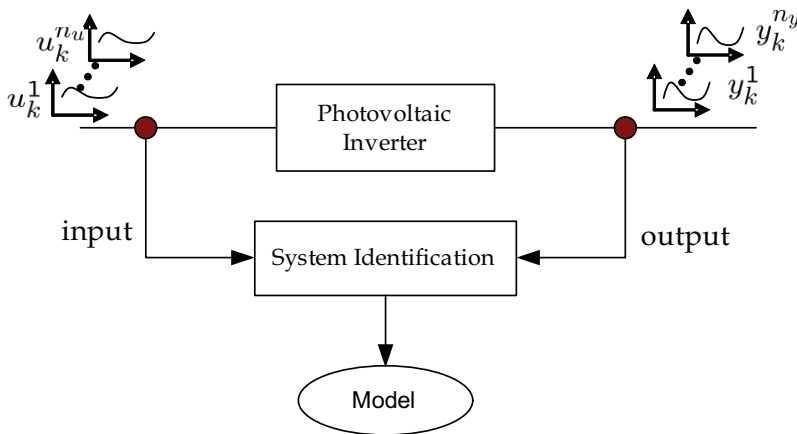 u_k^{n_u}
y_k^{n_y}
u_k^1
y_k^1
Photovoltaic
Inverter
input
output
System Identification
Model